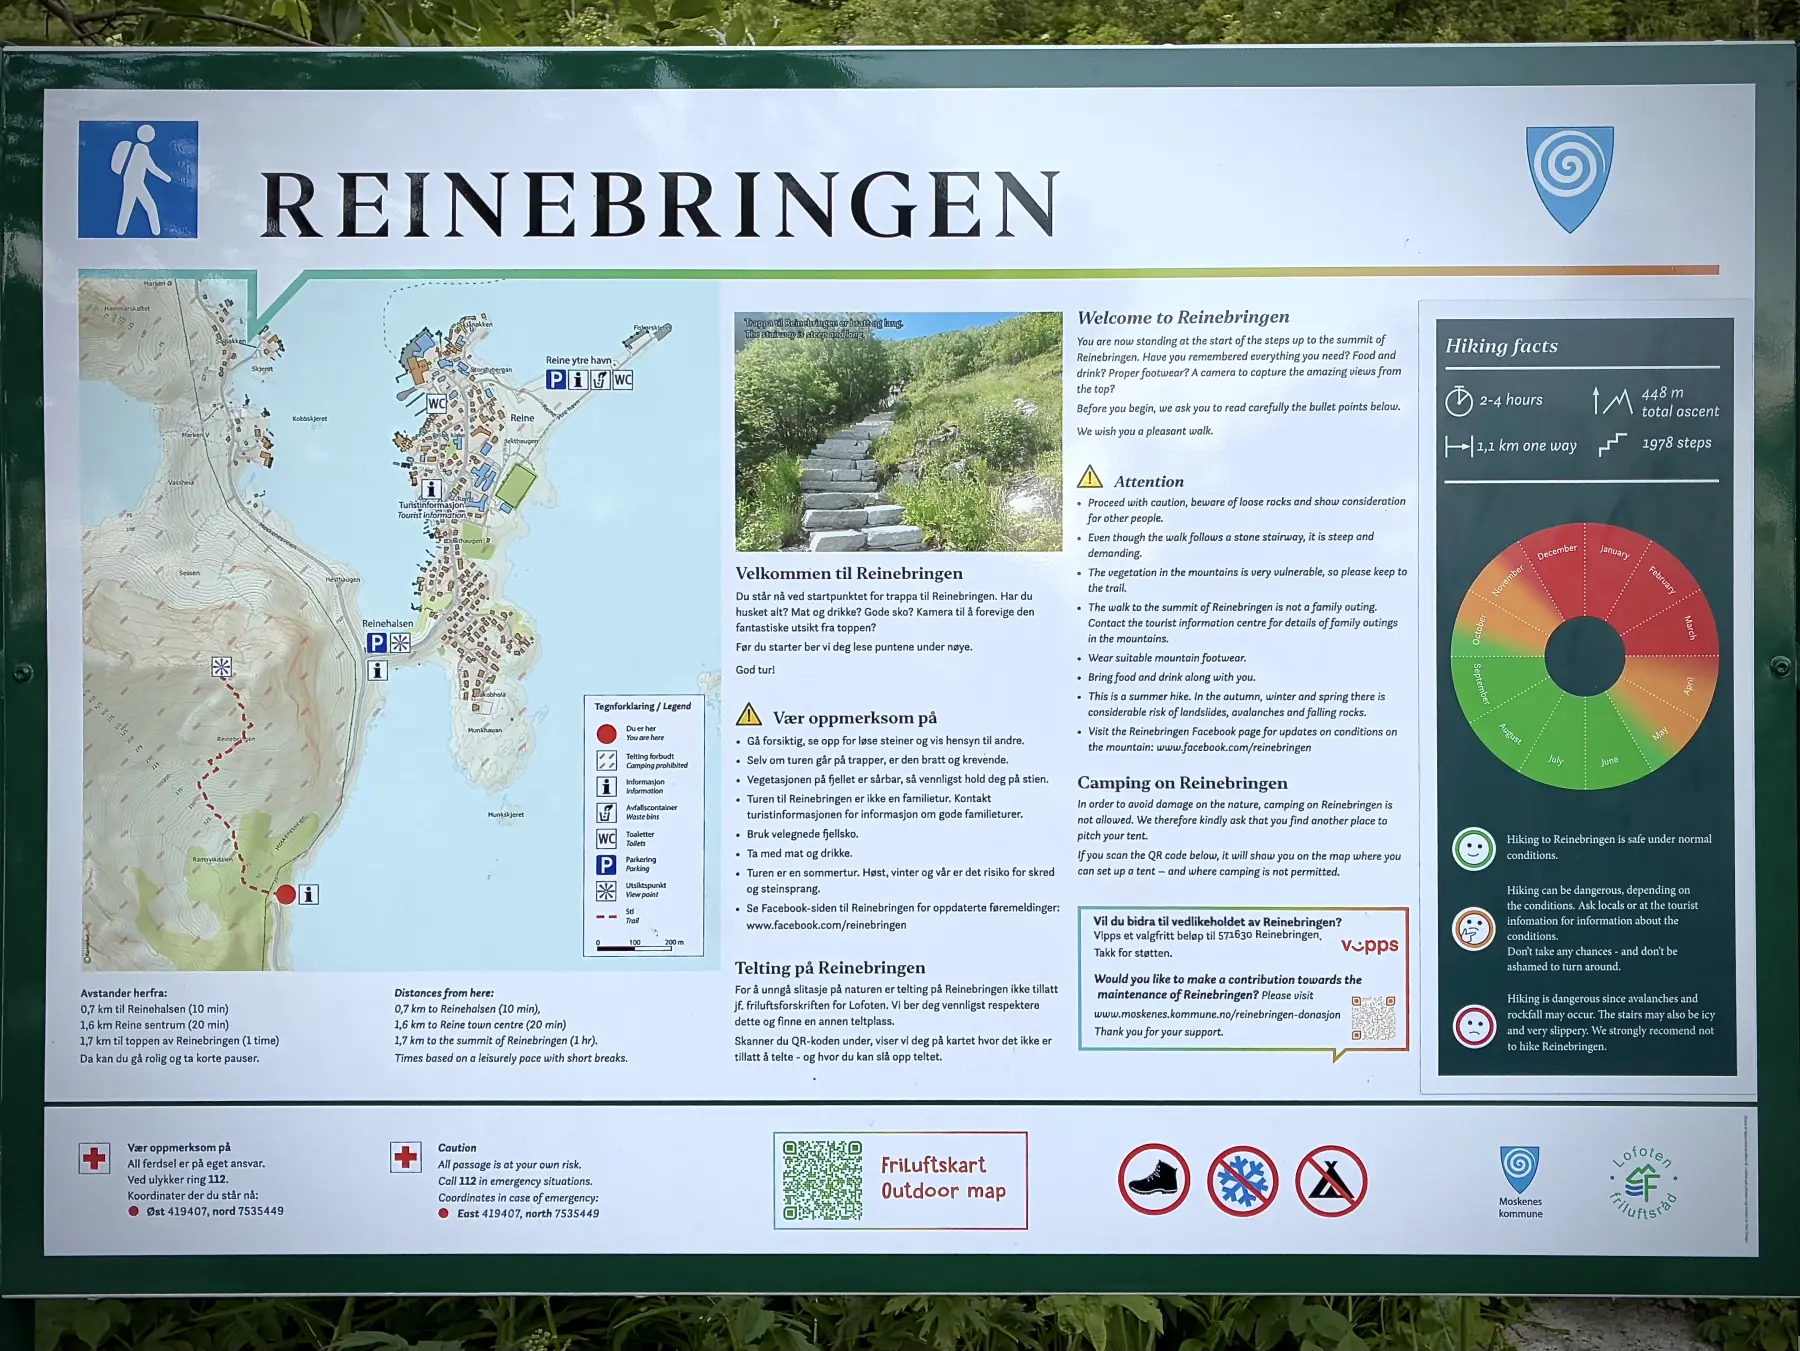 REINEBRINGEN
Marken Ø
Hammarskaftet
Skjeret
Kobbskjeret
Marken V
Vassheia
Sessen
Hesthaugen
Reinebringen
Ramsvikdalen
Reine ytre havn
P i WC
WC
Reine
Turistinformasjon
Tourist Information
Reinehalsen
P
i
Munkhavan
Munkskjeret
i
Tegnforklaring / Legend
Du er her
You are here
Telting forbudt
Camping prohibited
Informasjon
Information
Avfallscontainer
Waste bins
WC
Toaletter
Toilets
P
Parkering
Parking
Utsiktspunkt
View point
Sti
Trail
0 100 200 m
Avstander herfra:
0,7 km til Reinehalsen (10 min)
1,6 km Reine sentrum (20 min)
1,7 km til toppen av Reinebringen (1 time)
Da kan du gå rolig og ta korte pauser.
Distances from here:
0,7 km to Reinehalsen (10 min),
1,6 km to Reine town centre (20 min)
1,7 km to the summit of Reinebringen (1 hr).
Times based on a leisurely pace with short breaks.
Trappa til Reinebringen er bratt og lang.
The stairway is steep and long.
Velkommen til Reinebringen
Du står nå ved startpunktet for trappa til Reinebringen. Har du
husket alt? Mat og drikke? Gode sko? Kamera til å forevige den
fantastiske utsikt fra toppen?
Før du starter ber vi deg lese puntene under nøye.
God tur!
Vær oppmerksom på
• Gå forsiktig, se opp for løse steiner og vis hensyn til andre.
• Selv om turen går på trapper, er den bratt og krevende.
• Vegetasjonen på fjellet er sårbar, så vennligst hold deg på stien.
• Turen til Reinebringen er ikke en familietur. Kontakt
turistinformasjonen for informasjon om gode familieturer.
• Bruk velegnede fjellsko.
• Ta med mat og drikke.
• Turen er en sommertur. Høst, vinter og vår er det risiko for skred
og steinsprang.
• Se Facebook-siden til Reinebringen for oppdaterte føremeldinger:
www.facebook.com/reinebringen
Telting på Reinebringen
For å unngå slitasje på naturen er telting på Reinebringen ikke tillatt
jf. friluftsforskriften for Lofoten. Vi ber deg vennligst respektere
dette og finne en annen teltplass.
Skanner du QR-koden under, viser vi deg på kartet hvor det ikke er
tillatt å telte - og hvor du kan slå opp teltet.
Welcome to Reinebringen
You are now standing at the start of the steps up to the summit of
Reinebringen. Have you remembered everything you need? Food and
drink? Proper footwear? A camera to capture the amazing views from
the top?
Before you begin, we ask you to read carefully the bullet points below.
We wish you a pleasant walk.
Attention
• Proceed with caution, beware of loose rocks and show consideration
for other people.
• Even though the walk follows a stone stairway, it is steep and
demanding.
• The vegetation in the mountains is very vulnerable, so please keep to
the trail.
• The walk to the summit of Reinebringen is not a family outing.
Contact the tourist information centre for details of family outings
in the mountains.
• Wear suitable mountain footwear.
• Bring food and drink along with you.
• This is a summer hike. In the autumn, winter and spring there is
considerable risk of landslides, avalanches and falling rocks.
• Visit the Reinebringen Facebook page for updates on conditions on
the mountain: www.facebook.com/reinebringen
Camping on Reinebringen
In order to avoid damage on the nature, camping on Reinebringen is
not allowed. We therefore kindly ask that you find another place to
pitch your tent.
If you scan the QR code below, it will show you on the map where you
can set up a tent – and where camping is not permitted.
Vil du bidra til vedlikeholdet av Reinebringen?
Vipps et valgfritt beløp til 571630 Reinebringen,
Takk for støtten.
vipps
Would you like to make a contribution towards the
maintenance of Reinebringen? Please visit
www.moskenes.kommune.no/reinebringen-donasjon
Thank you for your support.
Hiking facts
2-4 hours
448 m
total ascent
1,1 km one way
1978 steps
January
February
March
April
May
June
July
August
September
October
November
December
Hiking to Reinebringen is safe under normal
conditions.
Hiking can be dangerous, depending on
the conditions. Ask locals or at the tourist
infomation for information about the
conditions.
Don't take any chances - and don't be
ashamed to turn around.
Hiking is dangerous since avalanches and
rockfall may occur. The stairs may also be icy
and very slippery. We strongly recomend not
to hike Reinebringen.
Vær oppmerksom på
All ferdsel er på eget ansvar.
Ved ulykker ring 112.
Koordinater der du står nå:
Øst 419407, nord 7535449
Caution
All passage is at your own risk.
Call 112 in emergency situations.
Coordinates in case of emergency:
East 419407, north 7535449
Friluftskart
Outdoor map
Moskenes
kommune
Lofoten
friluftsråd